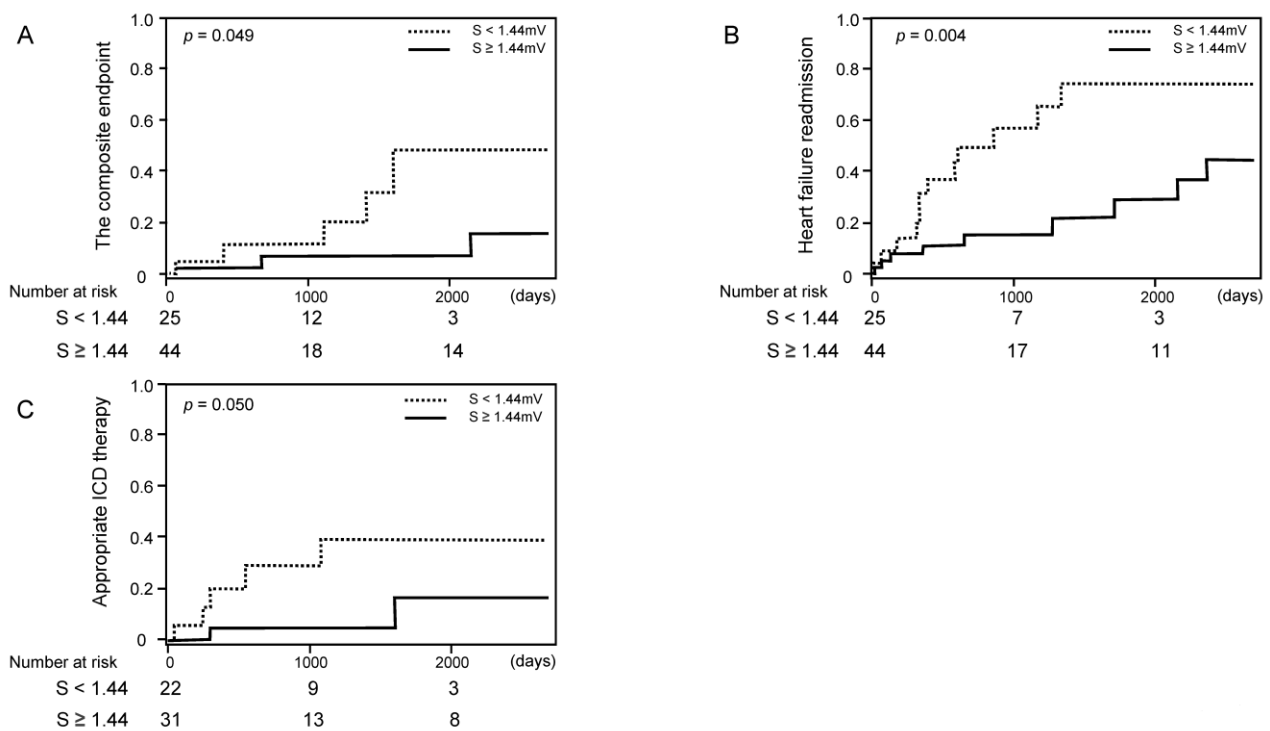 A
The composite endpoint
1.0
0.8
0.6
0.4
0.2
0
p = 0.049
S < 1.44mV
S ≥ 1.44mV
0 1000 2000 (days)
Number at risk
S < 1.44 25 12 3
S ≥ 1.44 44 18 14
B
Heart failure readmission
1.0
0.8
0.6
0.4
0.2
0
p = 0.004
S < 1.44mV
S ≥ 1.44mV
0 1000 2000 (days)
Number at risk
S < 1.44 25 7 3
S ≥ 1.44 44 17 11
C
Appropriate ICD therapy
1.0
0.8
0.6
0.4
0.2
0
p = 0.050
S < 1.44mV
S ≥ 1.44mV
0 1000 2000 (days)
Number at risk
S < 1.44 22 9 3
S ≥ 1.44 31 13 8